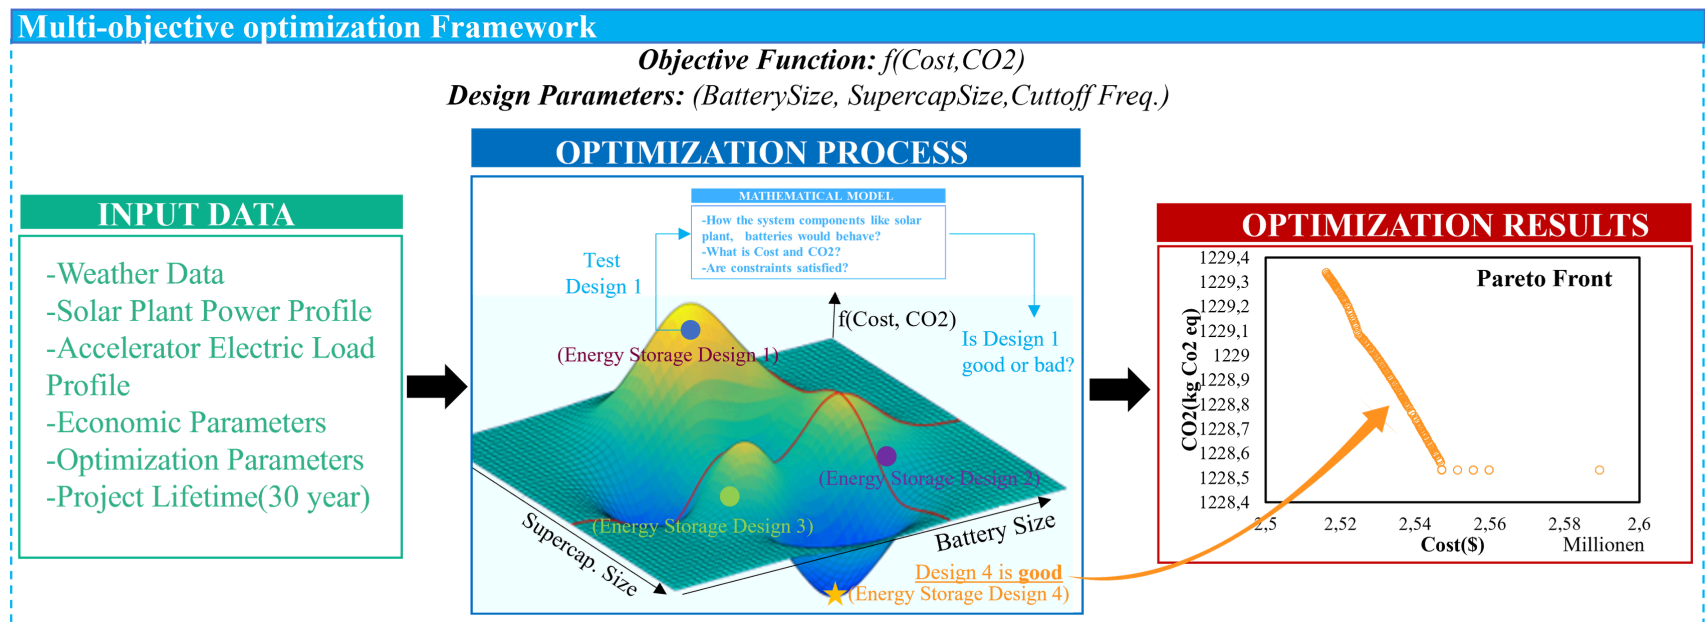 Multi-objective optimization Framework
Objective Function: f(Cost,CO2)
Design Parameters: (BatterySize, SupercapSize,Cuttoff Freq.)
INPUT DATA
-Weather Data
-Solar Plant Power Profile
-Accelerator Electric Load
Profile
-Economic Parameters
-Optimization Parameters
-Project Lifetime(30 year)
OPTIMIZATION PROCESS
MATHEMATICAL MODEL
-How the system components like solar
plant, batteries would behave?
-What is Cost and CO2?
-Are constraints satisfied?
Test
Design 1
f(Cost, CO2)
Is Design 1
good or bad?
(Energy Storage Design 1)
(Energy Storage Design 2)
(Energy Storage Design 3)
Supercap. Size
Battery Size
Design 4 is good
(Energy Storage Design 4)
OPTIMIZATION RESULTS
Pareto Front
CO2(kg Co2 eq)
1229,4
1229,3
1229,2
1229,1
1229
1228,9
1228,8
1228,7
1228,6
1228,5
1228,4
2,5
2,52
2,54
2,56
2,58
2,6
Cost($)
Millionen